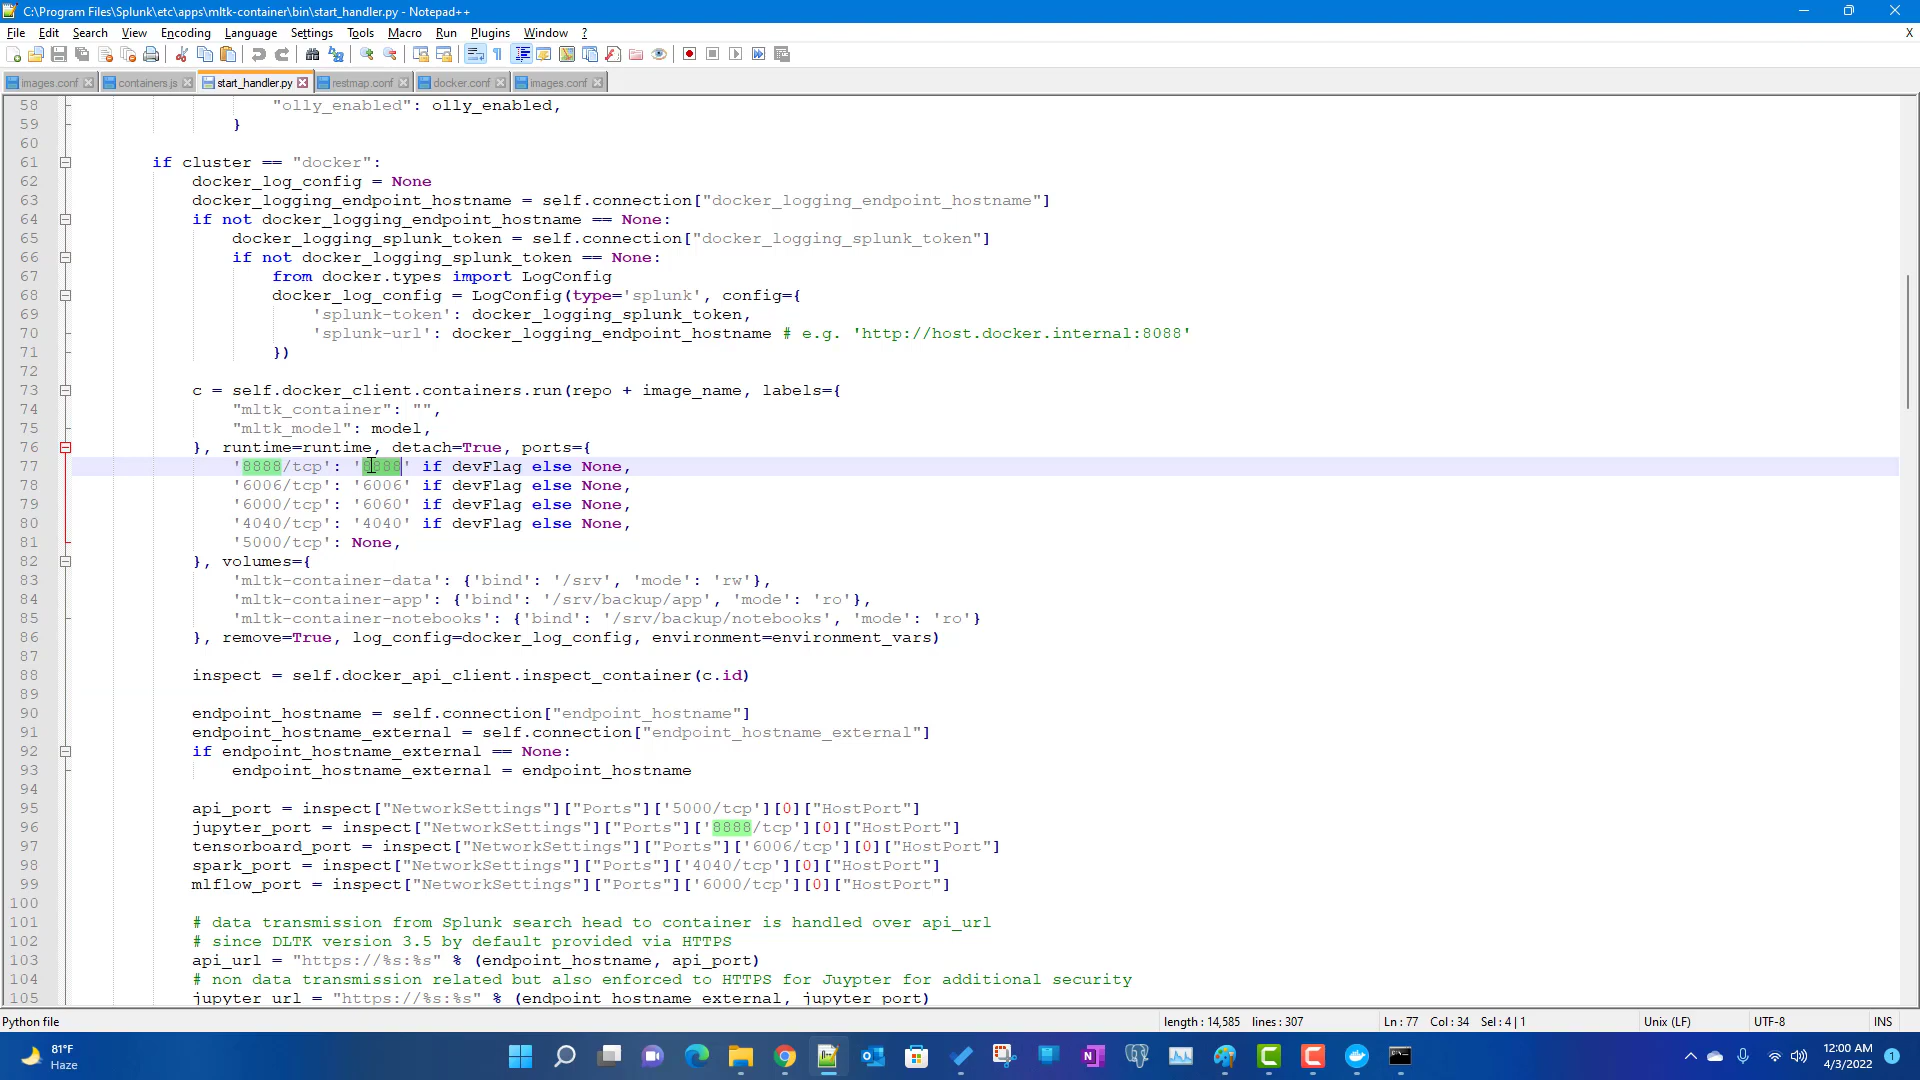 C:\Program Files\Splunk\etc\apps\mltk-container\bin\start_handler.py - Notepad++
File Edit Search View Encoding Language Settings Tools Macro Run Plugins Window ? X
images.conf containers.js start_handler.py restmap.conf docker.conf images.conf
58 "olly_enabled": olly_enabled,
59 }
60
61 if cluster == "docker":
62 docker_log_config = None
63 docker_logging_endpoint_hostname = self.connection["docker_logging_endpoint_hostname"]
64 if not docker_logging_endpoint_hostname == None:
65 docker_logging_splunk_token = self.connection["docker_logging_splunk_token"]
66 if not docker_logging_splunk_token == None:
67 from docker.types import LogConfig
68 docker_log_config = LogConfig(type='splunk', config={
69 'splunk-token': docker_logging_splunk_token,
70 'splunk-url': docker_logging_endpoint_hostname # e.g. 'http://host.docker.internal:8088'
71 })
72
73 c = self.docker_client.containers.run(repo + image_name, labels={
74 "mltk_container": "",
75 "mltk_model": model,
76 }, runtime=runtime, detach=True, ports={
77 '8888/tcp': '8888' if devFlag else None,
78 '6006/tcp': '6006' if devFlag else None,
79 '6000/tcp': '6060' if devFlag else None,
80 '4040/tcp': '4040' if devFlag else None,
81 '5000/tcp': None,
82 }, volumes={
83 'mltk-container-data': {'bind': '/srv', 'mode': 'rw'},
84 'mltk-container-app': {'bind': '/srv/backup/app', 'mode': 'ro'},
85 'mltk-container-notebooks': {'bind': '/srv/backup/notebooks', 'mode': 'ro'}
86 }, remove=True, log_config=docker_log_config, environment=environment_vars)
87
88 inspect = self.docker_api_client.inspect_container(c.id)
89
90 endpoint_hostname = self.connection["endpoint_hostname"]
91 endpoint_hostname_external = self.connection["endpoint_hostname_external"]
92 if endpoint_hostname_external == None:
93 endpoint_hostname_external = endpoint_hostname
94
95 api_port = inspect["NetworkSettings"]["Ports"]['5000/tcp'][0]["HostPort"]
96 jupyter_port = inspect["NetworkSettings"]["Ports"]['8888/tcp'][0]["HostPort"]
97 tensorboard_port = inspect["NetworkSettings"]["Ports"]['6006/tcp'][0]["HostPort"]
98 spark_port = inspect["NetworkSettings"]["Ports"]['4040/tcp'][0]["HostPort"]
99 mlflow_port = inspect["NetworkSettings"]["Ports"]['6000/tcp'][0]["HostPort"]
100
101 # data transmission from Splunk search head to container is handled over api_url
102 # since DLTK version 3.5 by default provided via HTTPS
103 api_url = "https://%s:%s" % (endpoint_hostname, api_port)
104 # non data transmission related but also enforced to HTTPS for Juypter for additional security
105 jupyter_url = "https://%s:%s" % (endpoint_hostname_external, jupyter_port)
Python file length : 14,585 lines : 307 Ln : 77 Col : 34 Sel : 4 | 1 Unix (LF) UTF-8 INS
81°F
Haze
12:00 AM
4/3/2022
1